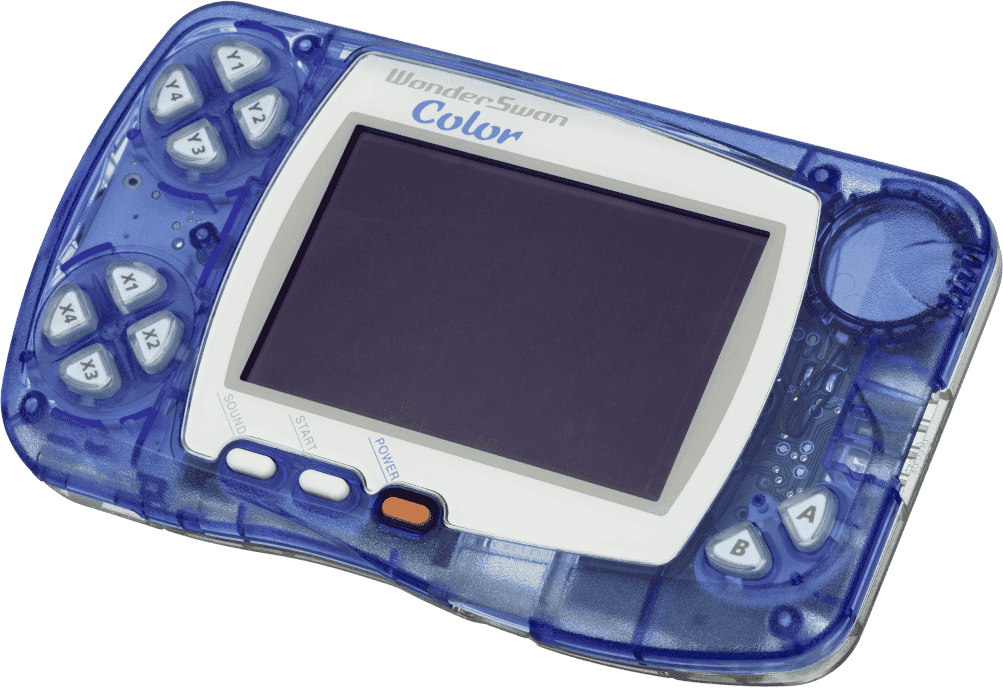 WonderSwan
Color
Y1
Y2
Y3
Y4
X1
X2
X3
X4
SOUND
START
POWER
A
B